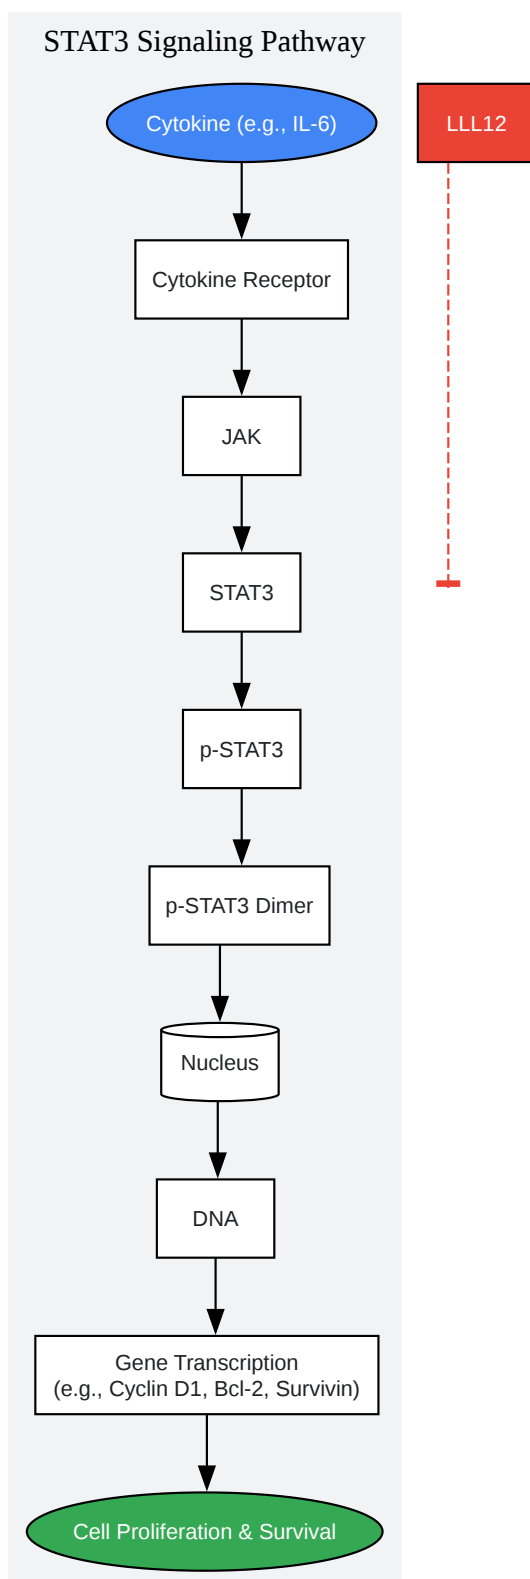 STAT3 Signaling Pathway
Cytokine (e.g., IL-6)
LLL12
Cytokine Receptor
JAK
STAT3
p-STAT3
p-STAT3 Dimer
Nucleus
DNA
Gene Transcription
(e.g., Cyclin D1, Bcl-2, Survivin)
Cell Proliferation & Survival